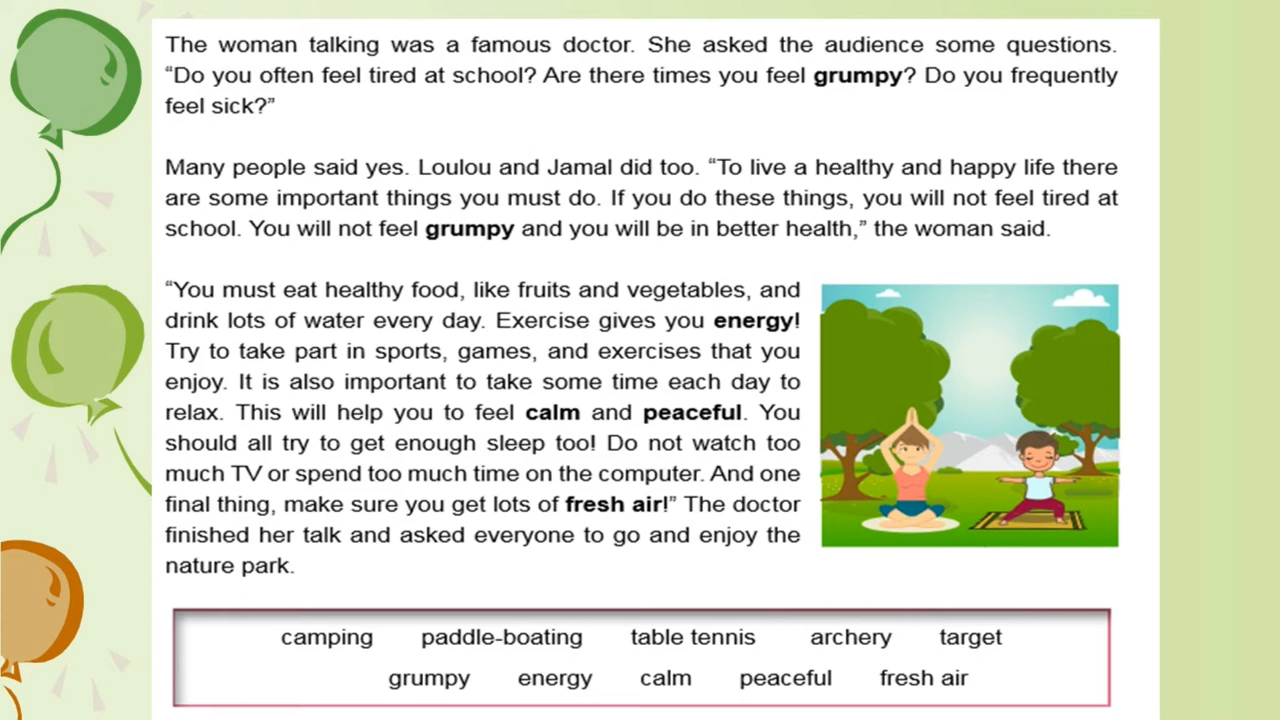 The woman talking was a famous doctor. She asked the audience some questions.
“Do you often feel tired at school? Are there times you feel grumpy? Do you frequently
feel sick?”
Many people said yes. Loulou and Jamal did too. “To live a healthy and happy life there
are some important things you must do. If you do these things, you will not feel tired at
school. You will not feel grumpy and you will be in better health,” the woman said.
“You must eat healthy food, like fruits and vegetables, and
drink lots of water every day. Exercise gives you energy!
Try to take part in sports, games, and exercises that you
enjoy. It is also important to take some time each day to
relax. This will help you to feel calm and peaceful. You
should all try to get enough sleep too! Do not watch too
much TV or spend too much time on the computer. And one
final thing, make sure you get lots of fresh air!” The doctor
finished her talk and asked everyone to go and enjoy the
nature park.
camping paddle-boating table tennis archery target
grumpy energy calm peaceful fresh air